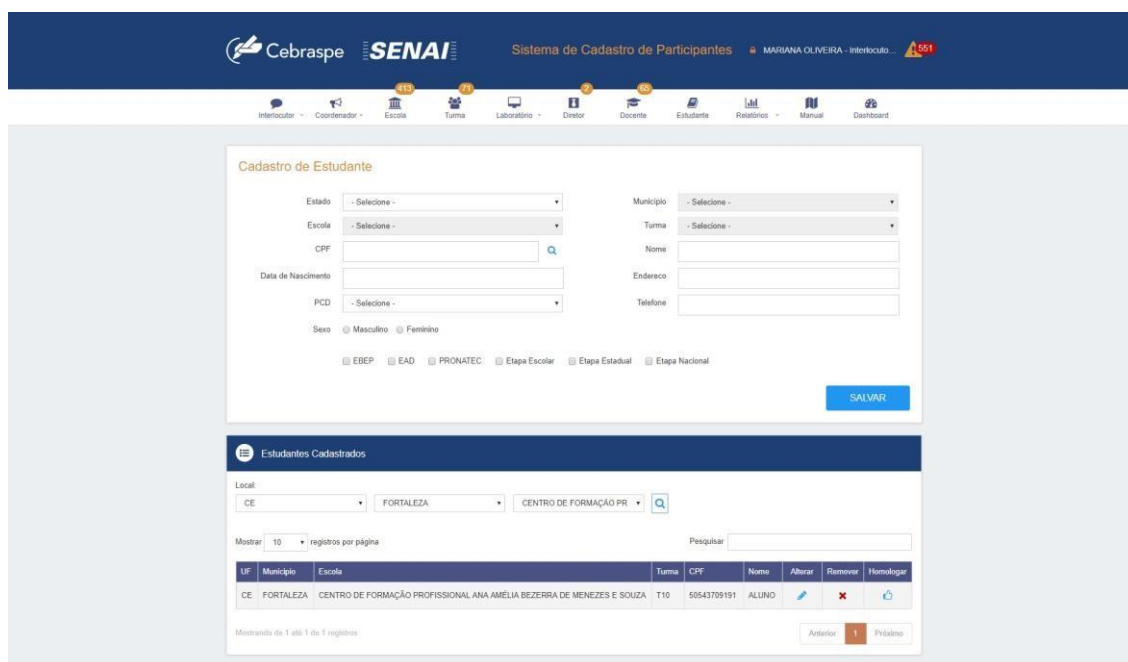 Cebraspe SENAI Sistema de Cadastro de Participantes MARIANA OLIVEIRA - Interlocuto... 551
413 71 2 65
Interlocutor Coordenador Escola Turma Laboratório Diretor Docente Estudante Relatórios Manual Dashboard
Cadastro de Estudante
Estado - Selecione - Município - Selecione -
Escola - Selecione - Turma - Selecione -
CPF Nome
Data de Nascimento Endereco
PCD - Selecione - Telefone
Sexo Masculino Feminino
EBEP EAD PRONATEC Etapa Escolar Etapa Estadual Etapa Nacional
SALVAR
Estudantes Cadastrados
Local:
CE FORTALEZA CENTRO DE FORMAÇÃO PR
Mostrar 10 registros por página Pesquisar
UF Município Escola Turma CPF Nome Alterar Remover Homologar
CE FORTALEZA CENTRO DE FORMAÇÃO PROFISSIONAL ANA AMÉLIA BEZERRA DE MENEZES E SOUZA T10 50543709191 ALUNO
Mostrando de 1 até 1 de 1 registros Anterior 1 Próximo